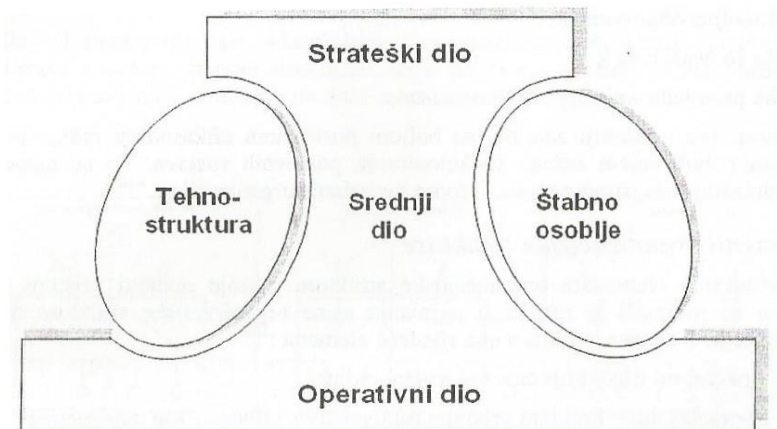 Strateški dio
Tehno-
struktura
Srednji
dio
Štabno
osoblje
Operativni dio